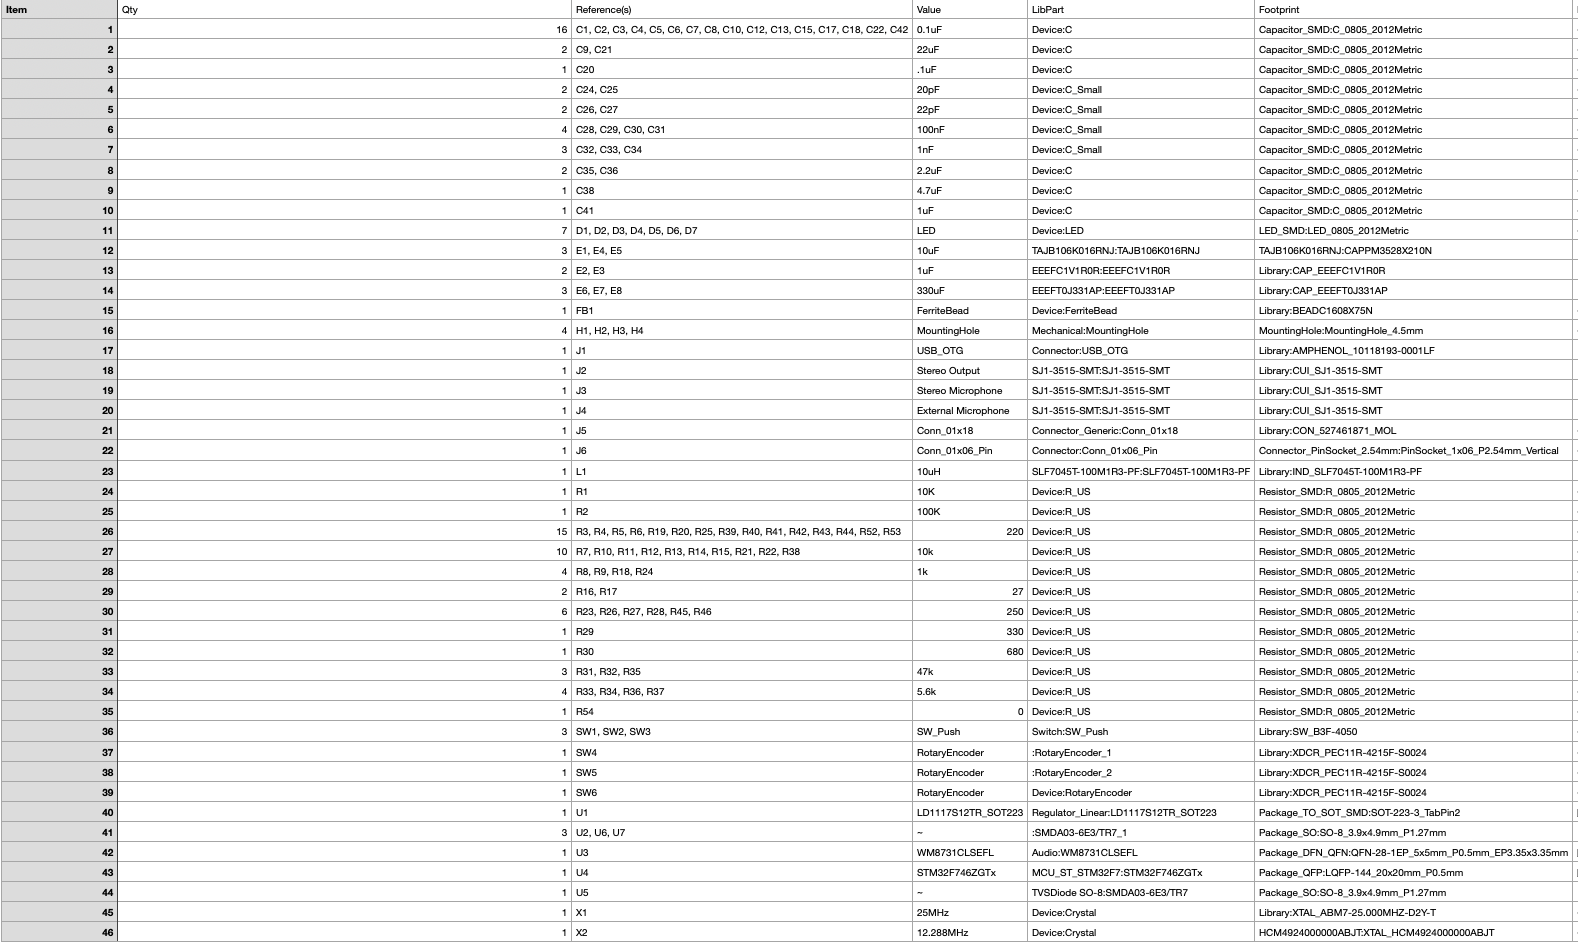 Item Qty Reference(s) Value LibPart Footprint
1 16 C1, C2, C3, C4, C5, C6, C7, C8, C10, C12, C13, C15, C17, C18, C22, C42 0.1uF Device:C Capacitor_SMD:C_0805_2012Metric
2 2 C9, C21 22uF Device:C Capacitor_SMD:C_0805_2012Metric
3 1 C20 .1uF Device:C Capacitor_SMD:C_0805_2012Metric
4 2 C24, C25 20pF Device:C_Small Capacitor_SMD:C_0805_2012Metric
5 2 C26, C27 22pF Device:C_Small Capacitor_SMD:C_0805_2012Metric
6 4 C28, C29, C30, C31 100nF Device:C_Small Capacitor_SMD:C_0805_2012Metric
7 3 C32, C33, C34 1nF Device:C_Small Capacitor_SMD:C_0805_2012Metric
8 2 C35, C36 2.2uF Device:C Capacitor_SMD:C_0805_2012Metric
9 1 C38 4.7uF Device:C Capacitor_SMD:C_0805_2012Metric
10 1 C41 1uF Device:C Capacitor_SMD:C_0805_2012Metric
11 7 D1, D2, D3, D4, D5, D6, D7 LED Device:LED LED_SMD:LED_0805_2012Metric
12 3 E1, E4, E5 10uF TAJB106K016RNJ:TAJB106K016RNJ TAJB106K016RNJ:CAPPM3528X210N
13 2 E2, E3 1uF EEEFC1V1R0R:EEEFC1V1R0R Library:CAP_EEEFC1V1R0R
14 3 E6, E7, E8 330uF EEEFT0J331AP:EEEFT0J331AP Library:CAP_EEEFT0J331AP
15 1 FB1 FerriteBead Device:FerriteBead Library:BEADC1608X75N
16 4 H1, H2, H3, H4 MountingHole Mechanical:MountingHole MountingHole:MountingHole_4.5mm
17 1 J1 USB_OTG Connector:USB_OTG Library:AMPHENOL_10118193-0001LF
18 1 J2 Stereo Output SJ1-3515-SMT:SJ1-3515-SMT Library:CUI_SJ1-3515-SMT
19 1 J3 Stereo Microphone SJ1-3515-SMT:SJ1-3515-SMT Library:CUI_SJ1-3515-SMT
20 1 J4 External Microphone SJ1-3515-SMT:SJ1-3515-SMT Library:CUI_SJ1-3515-SMT
21 1 J5 Conn_01x18 Connector_Generic:Conn_01x18 Library:CON_527461871_MOL
22 1 J6 Conn_01x06_Pin Connector:Conn_01x06_Pin Connector_PinSocket_2.54mm:PinSocket_1x06_P2.54mm_Vertical
23 1 L1 10uH SLF7045T-100M1R3-PF:SLF7045T-100M1R3-PF Library:IND_SLF7045T-100M1R3-PF
24 1 R1 10K Device:R_US Resistor_SMD:R_0805_2012Metric
25 1 R2 100K Device:R_US Resistor_SMD:R_0805_2012Metric
26 15 R3, R4, R5, R6, R19, R20, R25, R39, R40, R41, R42, R43, R44, R52, R53 220 Device:R_US Resistor_SMD:R_0805_2012Metric
27 10 R7, R10, R11, R12, R13, R14, R15, R21, R22, R38 10k Device:R_US Resistor_SMD:R_0805_2012Metric
28 4 R8, R9, R18, R24 1k Device:R_US Resistor_SMD:R_0805_2012Metric
29 2 R16, R17 27 Device:R_US Resistor_SMD:R_0805_2012Metric
30 6 R23, R26, R27, R28, R45, R46 250 Device:R_US Resistor_SMD:R_0805_2012Metric
31 1 R29 330 Device:R_US Resistor_SMD:R_0805_2012Metric
32 1 R30 680 Device:R_US Resistor_SMD:R_0805_2012Metric
33 3 R31, R32, R35 47k Device:R_US Resistor_SMD:R_0805_2012Metric
34 4 R33, R34, R36, R37 5.6k Device:R_US Resistor_SMD:R_0805_2012Metric
35 1 R54 0 Device:R_US Resistor_SMD:R_0805_2012Metric
36 3 SW1, SW2, SW3 SW_Push Switch:SW_Push Library:SW_B3F-4050
37 1 SW4 RotaryEncoder :RotaryEncoder_1 Library:XDCR_PEC11R-4215F-S0024
38 1 SW5 RotaryEncoder :RotaryEncoder_2 Library:XDCR_PEC11R-4215F-S0024
39 1 SW6 RotaryEncoder Device:RotaryEncoder Library:XDCR_PEC11R-4215F-S0024
40 1 U1 LD1117S12TR_SOT223 Regulator_Linear:LD1117S12TR_SOT223 Package_TO_SOT_SMD:SOT-223-3_TabPin2
41 3 U2, U6, U7 ~ :SMDA03-6E3/TR7_1 Package_SO:SO-8_3.9x4.9mm_P1.27mm
42 1 U3 WM8731CLSEFL Audio:WM8731CLSEFL Package_DFN_QFN:QFN-28-1EP_5x5mm_P0.5mm_EP3.35x3.35mm
43 1 U4 STM32F746ZGTx MCU_ST_STM32F7:STM32F746ZGTx Package_QFP:LQFP-144_20x20mm_P0.5mm
44 1 U5 ~ TVSDiode SO-8:SMDA03-6E3/TR7 Package_SO:SO-8_3.9x4.9mm_P1.27mm
45 1 X1 25MHz Device:Crystal Library:XTAL_ABM7-25.000MHZ-D2Y-T
46 1 X2 12.288MHz Device:Crystal HCM4924000000ABJT:XTAL_HCM4924000000ABJT